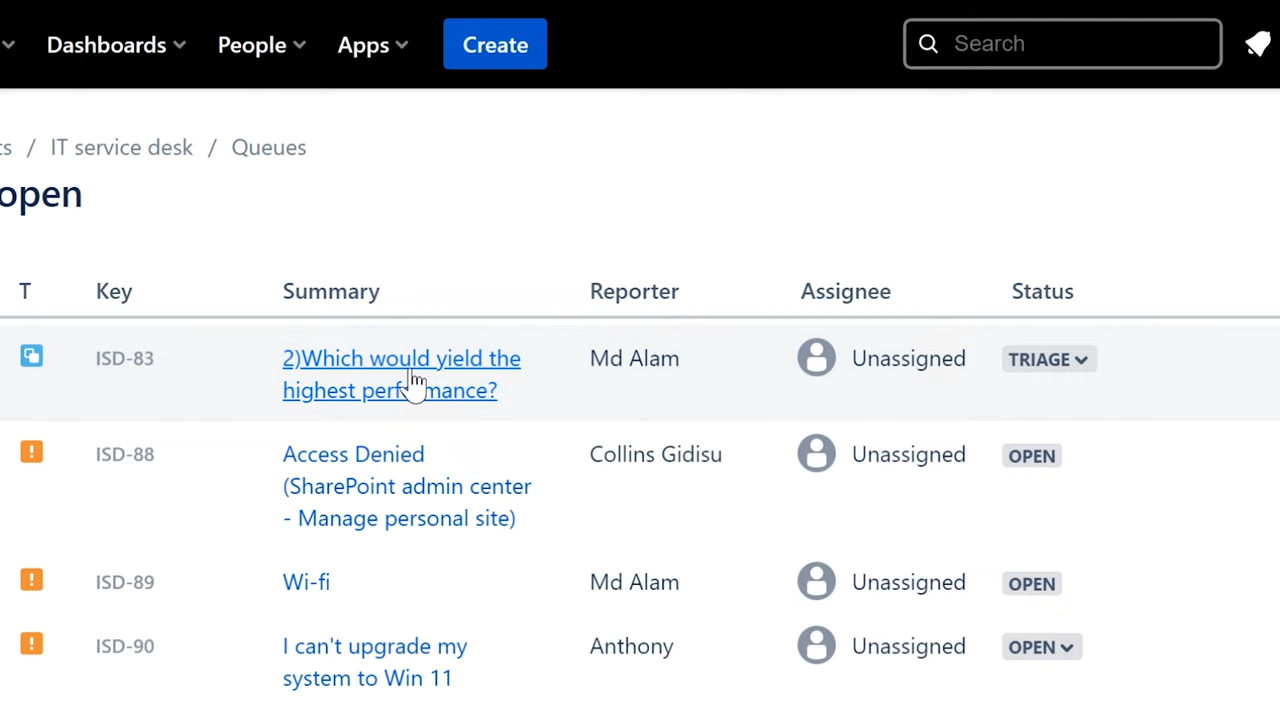 Dashboards People Apps Create Search
ts / IT service desk / Queues
open
T Key Summary Reporter Assignee Status
ISD-83 2)Which would yield the Md Alam Unassigned TRIAGE
highest performance?
ISD-88 Access Denied Collins Gidisu Unassigned OPEN
(SharePoint admin center
- Manage personal site)
ISD-89 Wi-fi Md Alam Unassigned OPEN
ISD-90 I can't upgrade my Anthony Unassigned OPEN
system to Win 11